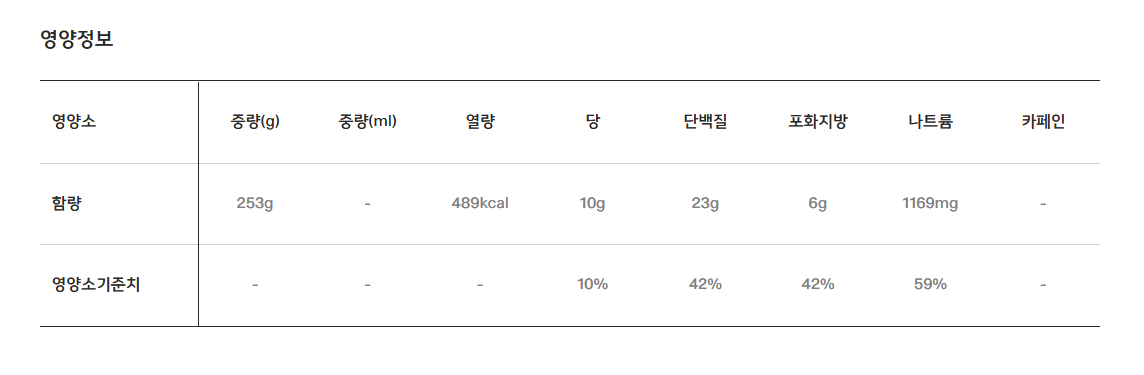 영양정보
영양소 중량(g) 중량(ml) 열량 당 단백질 포화지방 나트륨 카페인
함량 253g - 489kcal 10g 23g 6g 1169mg -
영양소기준치 - - - 10% 42% 42% 59% -